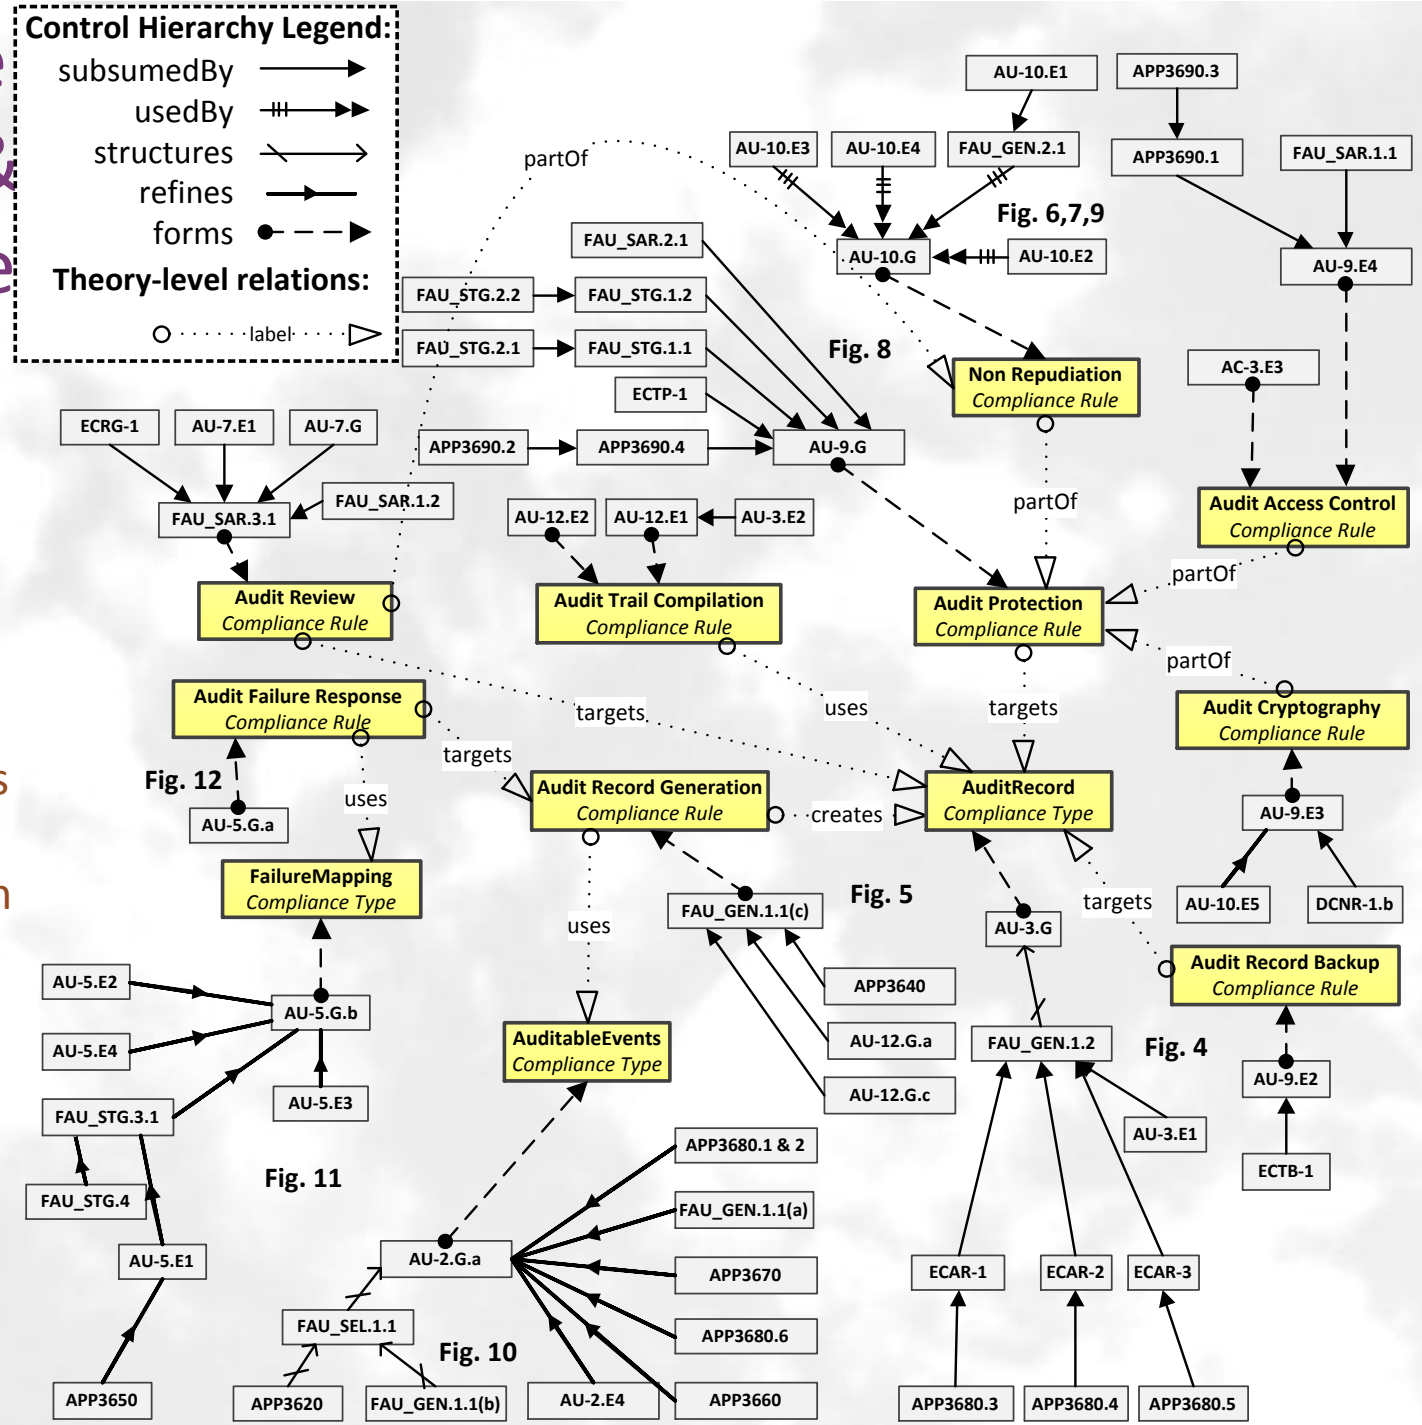 Control Hierarchy Legend:
subsumedBy
usedBy
structures
refines
forms
Theory-level relations:
label
partOf
AU-10.E1
APP3690.3
AU-10.E3
AU-10.E4
FAU_GEN.2.1
APP3690.1
FAU_SAR.1.1
Fig. 6,7,9
FAU_SAR.2.1
AU-10.G
AU-10.E2
AU-9.E4
FAU_STG.2.2
FAU_STG.1.2
FAU_STG.2.1
FAU_STG.1.1
Fig. 8
Non Repudiation
Compliance Rule
AC-3.E3
ECTP-1
ECRG-1
AU-7.E1
AU-7.G
APP3690.2
APP3690.4
AU-9.G
FAU_SAR.1.2
FAU_SAR.3.1
AU-12.E2
AU-12.E1
AU-3.E2
partOf
Audit Access Control
Compliance Rule
partOf
Audit Review
Compliance Rule
Audit Trail Compilation
Compliance Rule
Audit Protection
Compliance Rule
partOf
Audit Failure Response
Compliance Rule
targets
uses
targets
Audit Cryptography
Compliance Rule
targets
Fig. 12
uses
AU-5.G.a
Audit Record Generation
Compliance Rule
creates
AuditRecord
Compliance Type
AU-9.E3
FailureMapping
Compliance Type
FAU_GEN.1.1(c)
Fig. 5
targets
AU-10.E5
DCNR-1.b
uses
AU-3.G
Audit Record Backup
Compliance Rule
AU-5.E2
AU-5.G.b
APP3640
AU-5.E4
AuditableEvents
Compliance Type
AU-12.G.a
FAU_GEN.1.2
Fig. 4
AU-9.E2
AU-5.E3
AU-12.G.c
FAU_STG.3.1
AU-3.E1
APP3680.1 & 2
ECTB-1
Fig. 11
FAU_STG.4
FAU_GEN.1.1(a)
AU-5.E1
AU-2.G.a
APP3670
ECAR-1
ECAR-2
ECAR-3
FAU_SEL.1.1
APP3680.6
Fig. 10
APP3650
APP3620
FAU_GEN.1.1(b)
AU-2.E4
APP3660
APP3680.3
APP3680.4
APP3680.5